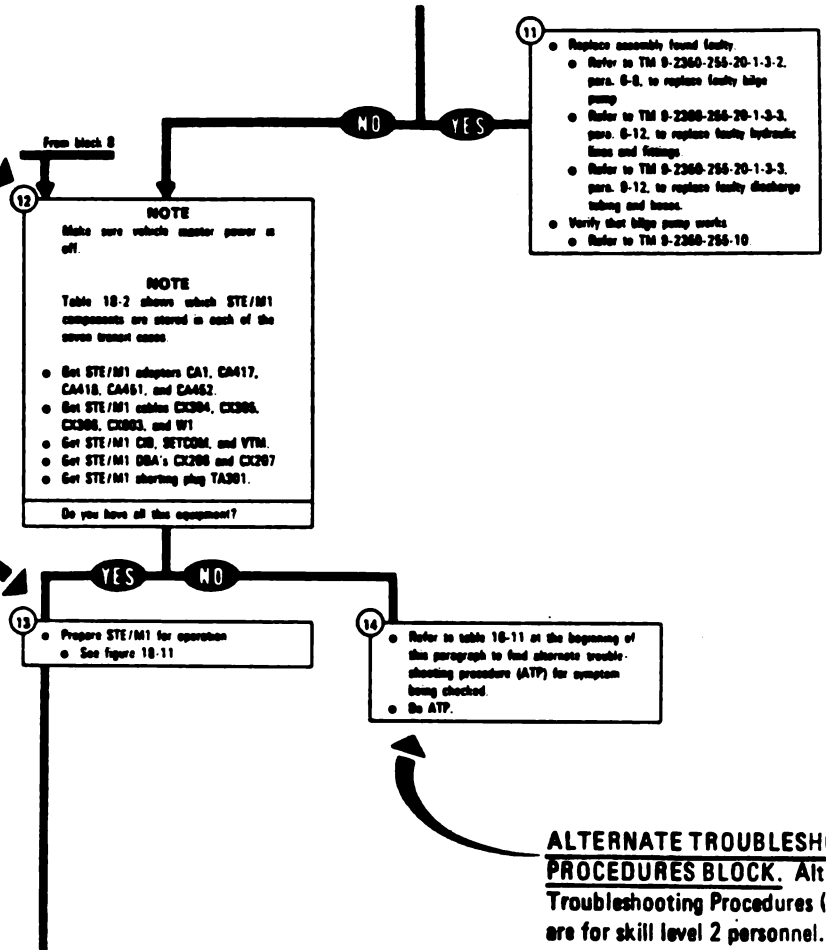 11
● Replace assembly found faulty.
● Refer to TM 9-2350-255-20-1-3-2,
para. 6-8, to replace faulty bilge
pump
● Refer to TM 9-2350-255-20-1-3-3,
para. 6-12, to replace faulty hydraulic
lines and fittings
● Refer to TM 9-2350-255-20-1-3-3,
para. 9-12, to replace faulty discharge
tubing and hoses.
● Verify that bilge pump works
● Refer to TM 9-2350-255-10.
NO YES
From block 8
12
NOTE
Make sure vehicle master power is
off.
NOTE
Table 18-2 shows which STE/M1
components are stored in each of the
seven transit cases
● Get STE/M1 adapters CA1, CA417,
CA418, CA451, and CA452.
● Get STE/M1 cables CX304, CX305,
CX306, and W1
● Get STE/M1 CIB, SETCOM, and VTM.
● Get STE/M1 DBA's CX206 and CX207
● Get STE/M1 shorting plug TA301.
Do you have all this equipment?
YES NO
13
● Prepare STE/M1 for operation
● See figure 18-11
14
● Refer to table 16-11 at the beginning of
this paragraph to find alternate trouble-
shooting procedure (ATP) for symptom
being checked.
● Do ATP.
ALTERNATE TROUBLESH
PROCEDURES BLOCK. Alt
Troubleshooting Procedures (
are for skill level 2 personnel.